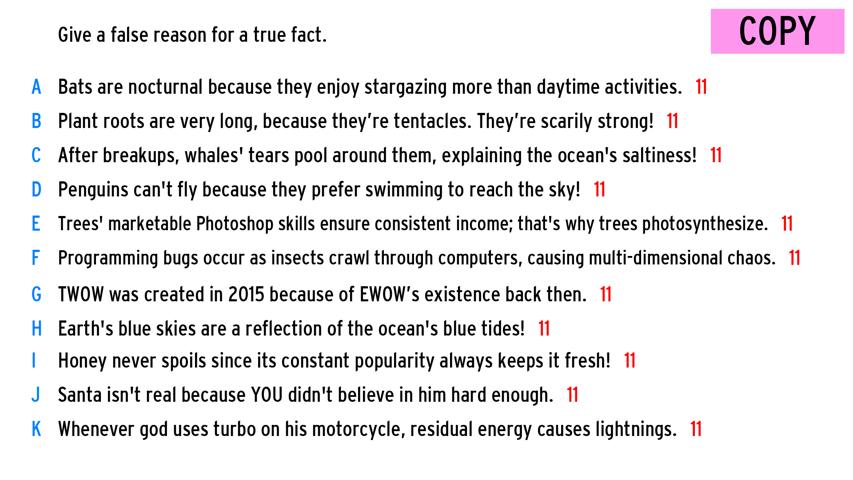 Give a false reason for a true fact.
COPY
A Bats are nocturnal because they enjoy stargazing more than daytime activities. 11
B Plant roots are very long, because they’re tentacles. They’re scarily strong! 11
C After breakups, whales' tears pool around them, explaining the ocean's saltiness! 11
D Penguins can't fly because they prefer swimming to reach the sky! 11
E Trees' marketable Photoshop skills ensure consistent income; that's why trees photosynthesize. 11
F Programming bugs occur as insects crawl through computers, causing multi-dimensional chaos. 11
G TWOW was created in 2015 because of EWOW’s existence back then. 11
H Earth's blue skies are a reflection of the ocean's blue tides! 11
I Honey never spoils since its constant popularity always keeps it fresh! 11
J Santa isn't real because YOU didn't believe in him hard enough. 11
K Whenever god uses turbo on his motorcycle, residual energy causes lightnings. 11